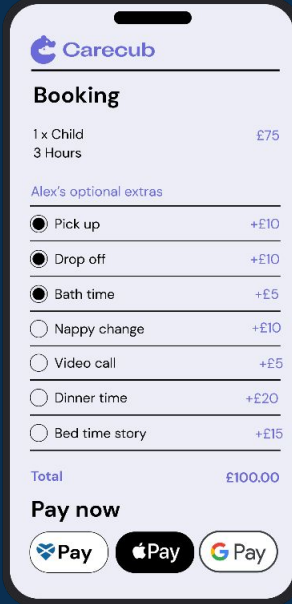 Carecub
Booking
1 x Child £75
3 Hours
Alex's optional extras
Pick up +£10
Drop off +£10
Bath time +£5
Nappy change +£10
Video call +£5
Dinner time +£20
Bed time story +£15
Total £100.00
Pay now
Pay Pay G Pay